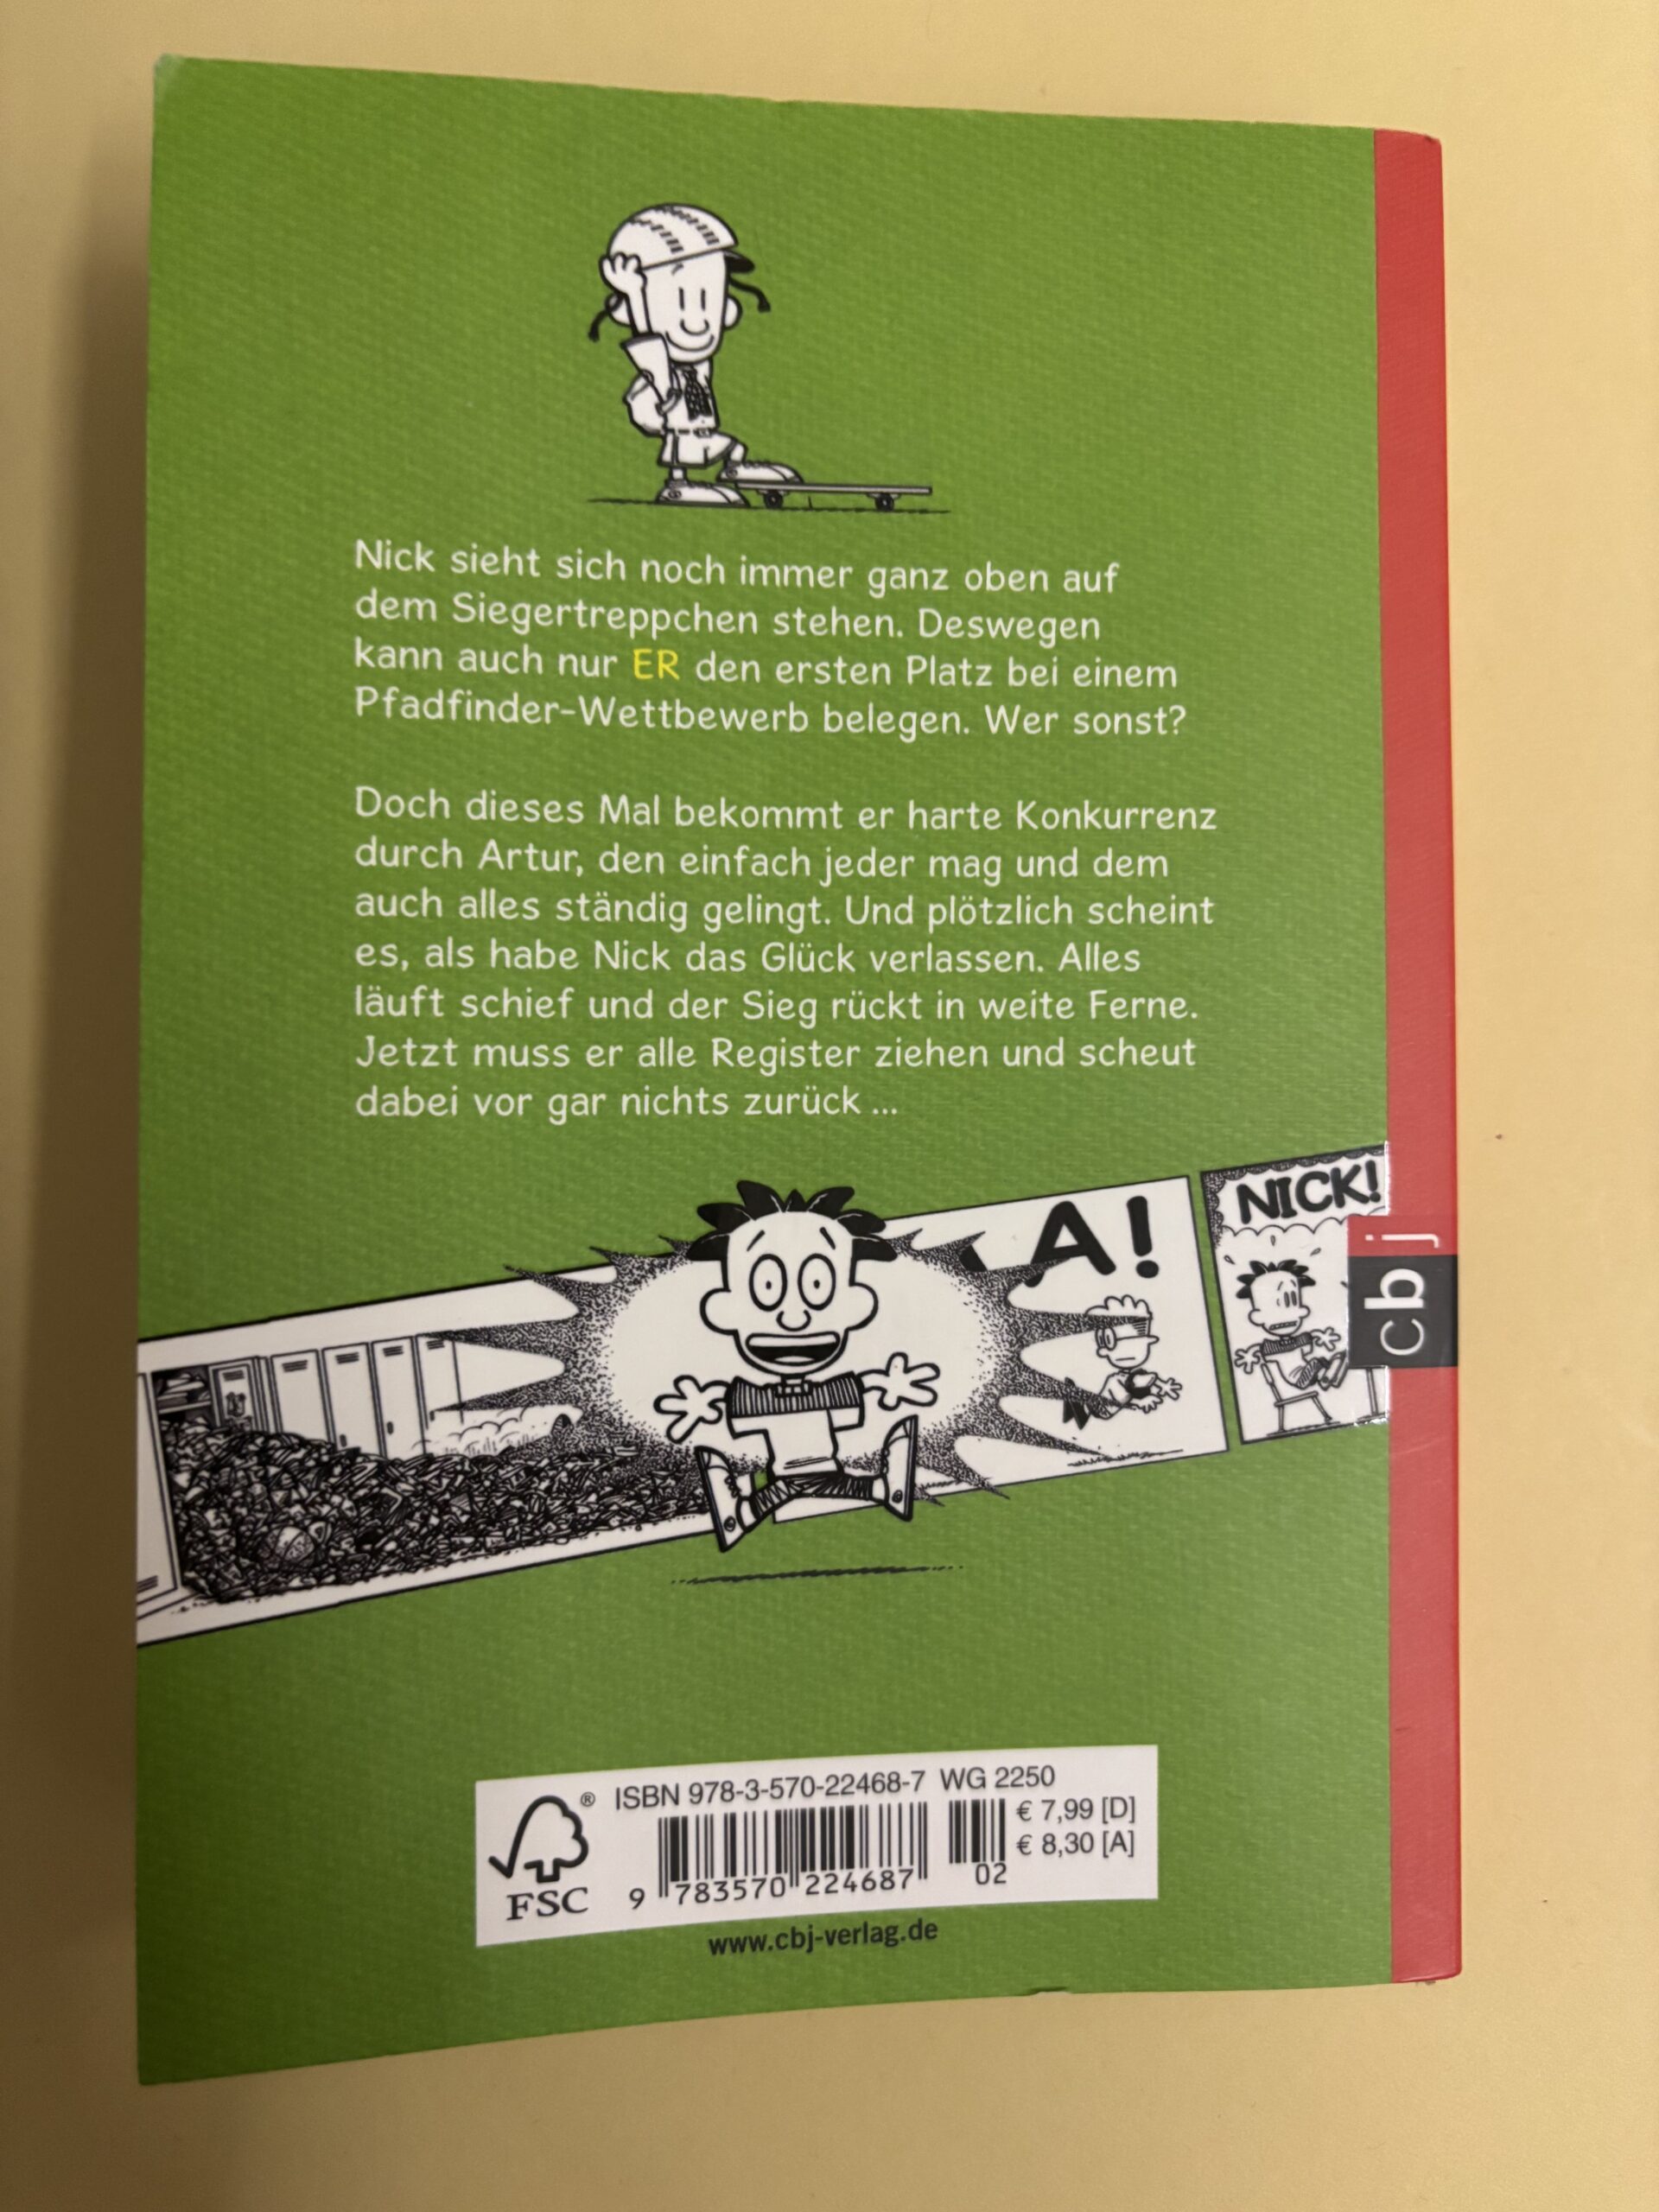 Nick sieht sich noch immer ganz oben auf
dem Siegertreppchen stehen. Deswegen
kann auch nur ER den ersten Platz bei einem
Pfadfinder-Wettbewerb belegen. Wer sonst?
Doch dieses Mal bekommt er harte Konkurrenz
durch Artur, den einfach jeder mag und dem
auch alles ständig gelingt. Und plötzlich scheint
es, als habe Nick das Glück verlassen. Alles
läuft schief und der Sieg rückt in weite Ferne.
Jetzt muss er alle Register ziehen und scheut
dabei vor gar nichts zurück ...
A!
NICK!
cbj
ISBN 978-3-570-22468-7 WG 2250
€ 7,99 [D]
€ 8,30 [A]
9 783570 224687 02
® FSC
www.cbj-verlag.de